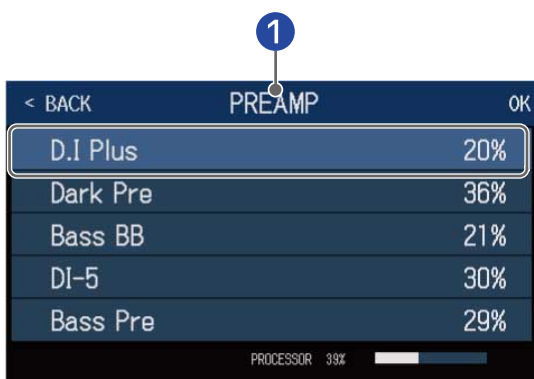 1
< BACK PREAMP OK
D.I Plus 20%
Dark Pre 36%
Bass BB 21%
DI-5 30%
Bass Pre 29%
PROCESSOR 39%